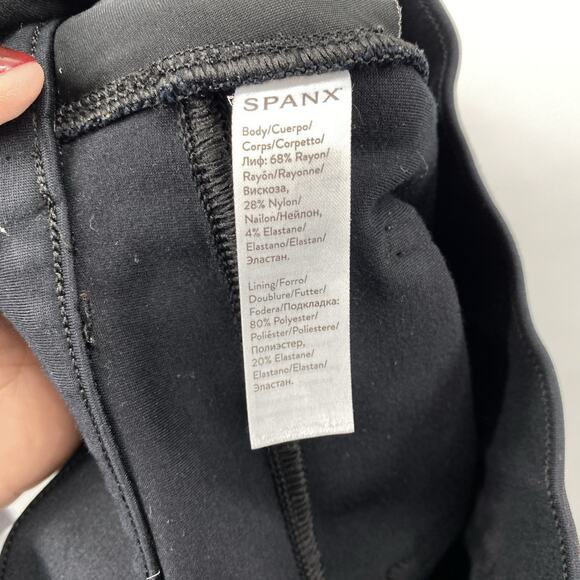 SPANX
Body/Cuerpo/
Corps/Corpetto/
Лиф: 68% Rayon/
Rayón/Rayonne/
Вискоза,
28% Nylon/
Nailon/Нейлон,
4% Elastane/
Elastano/Elastan/
Эластан.
Lining/Forro/
Doublure/Futter/
Fodera/Подкладка:
80% Polyester/
Poliéster/Poliestere/
Полиэстер,
20% Elastane/
Elastano/Elastan/
Эластан.